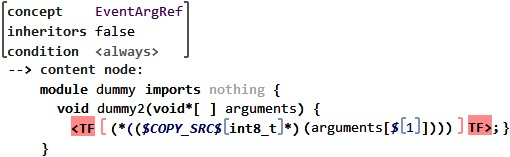 concept    EventArgRef
inheritors false
condition  <always>
--> content node:
module dummy imports nothing {
void dummy2(void*[ ] arguments) {
<TF [ (*(($COPY_SRC$[int8_t]*)(arguments[$[1]]))) ] TF>; }
}